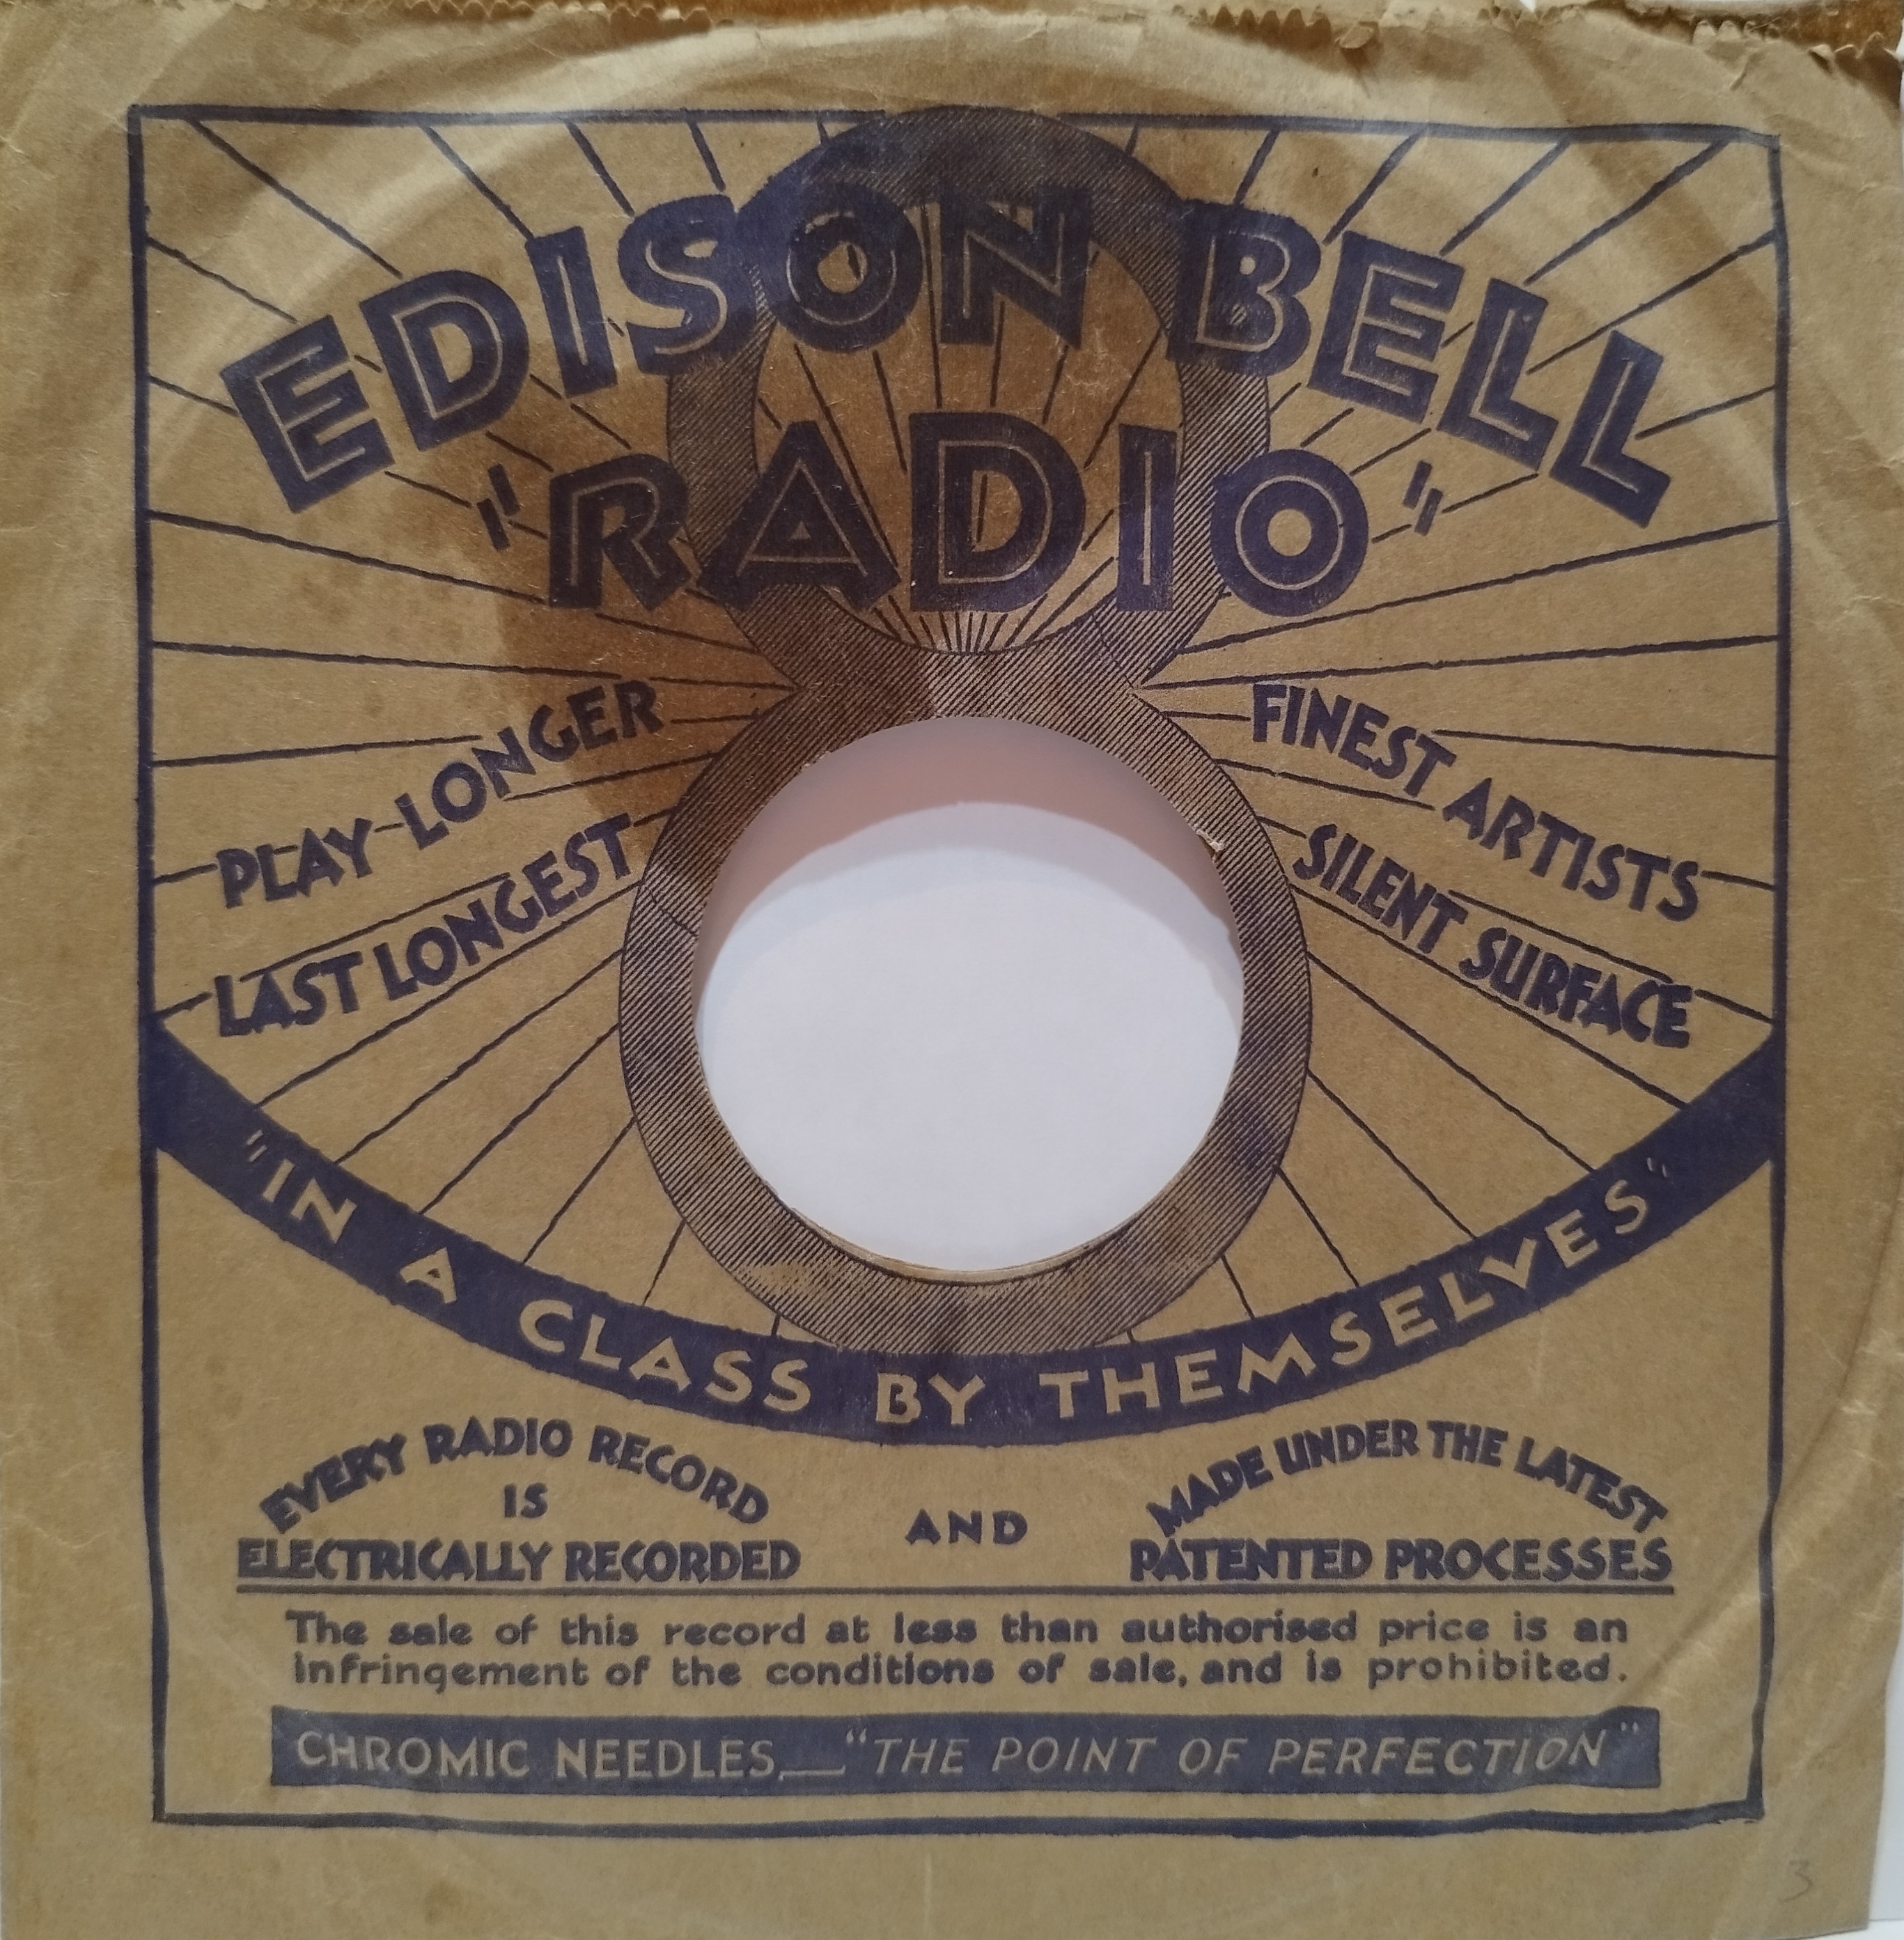 EDISON BELL
"RADIO"
PLAY-LONGER
LAST LONGEST
FINEST ARTISTS
SILENT SURFACE
"IN A CLASS BY THEMSELVES"
EVERY RADIO RECORD
IS
ELECTRICALLY RECORDED
AND
MADE UNDER THE LATEST
PATENTED PROCESSES
The sale of this record at less than authorised price is an
infringement of the conditions of sale, and is prohibited.
CHROMIC NEEDLES,—"THE POINT OF PERFECTION"
3